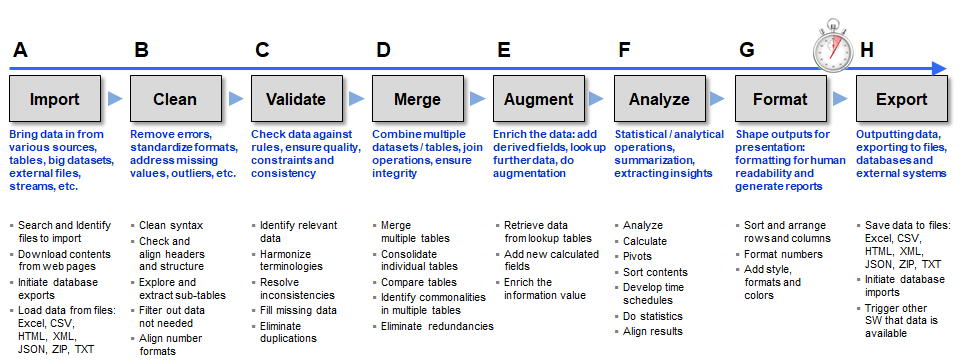 A
B
C
D
E
F
G
H
Import
Clean
Validate
Merge
Augment
Analyze
Format
Export
Bring data in from
various sources,
tables, big datasets,
external files,
streams, etc.
Remove errors,
standardize formats,
address missing
values, outliers, etc.
Check data against
rules, ensure quality,
constraints and
consistency
Combine multiple
datasets / tables, join
operations, ensure
integrity
Enrich the data: add
derived fields, look up
further data, do
augmentation
Statistical / analytical
operations,
summarization,
extracting insights
Shape outputs for
presentation:
formatting for human
readability and
generate reports
Outputting data,
exporting to files,
databases and
external systems
▪ Search and Identify
files to import
▪ Download contents
from web pages
▪ Initiate database
exports
▪ Load data from files:
Excel, CSV,
HTML, XML,
JSON, ZIP, TXT
▪ Clean syntax
▪ Check and
align headers
and structure
▪ Explore and
extract sub-tables
▪ Filter out data
not needed
▪ Align number
formats
▪ Identify relevant
data
▪ Harmonize
terminologies
▪ Resolve
inconsistencies
▪ Fill missing data
▪ Eliminate
duplications
▪ Merge
multiple tables
▪ Consolidate
individual tables
▪ Compare tables
▪ Identify commonalities
in multiple tables
▪ Eliminate redundancies
▪ Retrieve data
from lookup tables
▪ Add new calculated
fields
▪ Enrich the
information value
▪ Analyze
▪ Calculate
▪ Pivots
▪ Sort contents
▪ Develop time
schedules
▪ Do statistics
▪ Align results
▪ Sort and arrange
rows and columns
▪ Format numbers
▪ Add style,
formats and
colors
▪ Save data to files:
Excel, CSV,
HTML, XML,
JSON, ZIP, TXT
▪ Initiate database
imports
▪ Trigger other
SW that data is
available